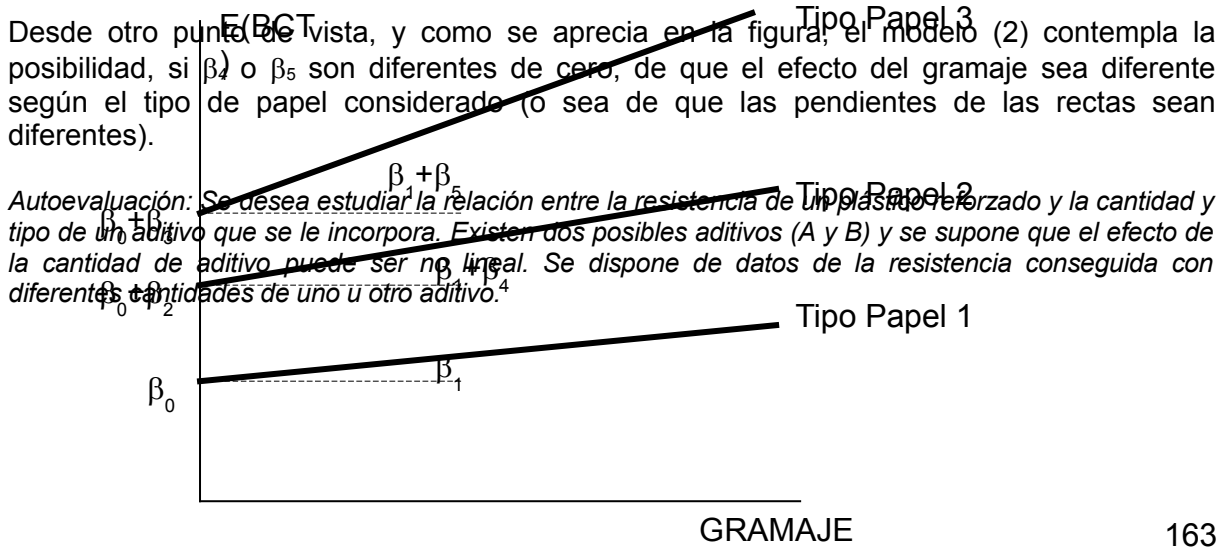 E(BCT
)
Tipo Papel 3
Desde otro punto de vista, y como se aprecia en la figura, el modelo (2) contempla la
posibilidad, si β₄ o β₅ son diferentes de cero, de que el efecto del gramaje sea diferente
según el tipo de papel considerado (o sea de que las pendientes de las rectas sean
diferentes).
β₁+β₅
Tipo Papel 2
Autoevaluación: Se desea estudiar la relación entre la resistencia de un plástico reforzado y la cantidad y
β₀+β₃
tipo de un aditivo que se le incorpora. Existen dos posibles aditivos (A y B) y se supone que el efecto de
la cantidad de aditivo puede ser no lineal. Se dispone de datos de la resistencia conseguida con
β₁+β₄
diferentes cantidades de uno u otro aditivo.
β₀+β₂
Tipo Papel 1
β₁
β₀
GRAMAJE
163